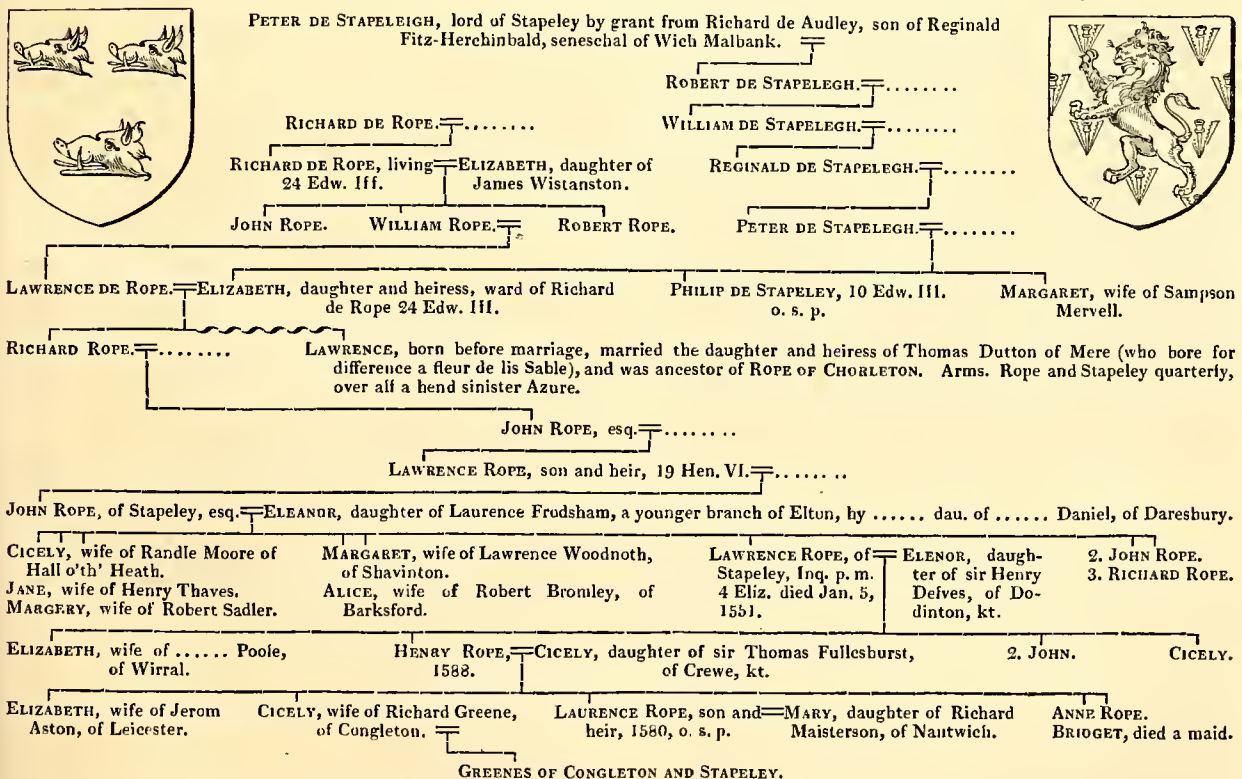 PETER DE STAPELEIGH, lord of Stapeley by grant from Richard de Audley, son of Reginald
Fitz-Herchinbald, seneschal of Wich Malbank.
ROBERT DE STAPELEGH. ........
RICHARD DE ROPE. ........
WILLIAM DE STAPELEGH. ........
RICHARD DE ROPE, living
24 Edw. III.
ELIZABETH, daughter of
James Wistanston.
REGINALD DE STAPELEGH. ........
JOHN ROPE.
WILLIAM ROPE.
ROBERT ROPE.
PETER DE STAPELEGH. ........
LAWRENCE DE ROPE.
ELIZABETH, daughter and heiress, ward of Richard
de Rope 24 Edw. III.
PHILIP DE STAPELEY, 10 Edw. III.
o. s. p.
MARGARET, wife of Sampson
Mervell.
RICHARD ROPE. ........
LAWRENCE, born before marriage, married the daughter and heiress of Thomas Dutton of Mere (who bore for
difference a fleur de lis Sable), and was ancestor of ROPE OF CHORLETON. Arms. Rope and Stapeley quarterly,
over all a bend sinister Azure.
JOHN ROPE, esq. ........
LAWRENCE ROPE, son and heir, 19 Hen. VI. ........
JOHN ROPE, of Stapeley, esq.
ELEANOR, daughter of Laurence Frodsham, a younger branch of Elton, by ...... dau. of ...... Daniel, of Daresbury.
CICELY, wife of Randle Moore of
Hall o'th' Heath.
JANE, wife of Henry Thaves.
MARGERY, wife of Robert Sadler.
MARGARET, wife of Lawrence Woodnoth,
of Shavinton.
ALICE, wife of Robert Bromley, of
Barksford.
LAWRENCE ROPE, of
Stapeley, Inq. p. m.
4 Eliz. died Jan. 5,
1551.
ELENOR, daugh-
ter of sir Henry
Delves, of Do-
dinton, kt.
2. JOHN ROPE.
3. RICHARD ROPE.
ELIZABETH, wife of ...... Poole,
of Wirral.
HENRY ROPE,
1588.
CICELY, daughter of sir Thomas Fulleshurst,
of Crewe, kt.
2. JOHN.
CICELY.
ELIZABETH, wife of Jerom
Aston, of Leicester.
CICELY, wife of Richard Greene,
of Congleton.
LAURENCE ROPE, son and
heir, 1580, o. s. p.
MARY, daughter of Richard
Maisterson, of Nantwich.
ANNE ROPE.
BRIDGET, died a maid.
GREENES OF CONGLETON AND STAPELEY.